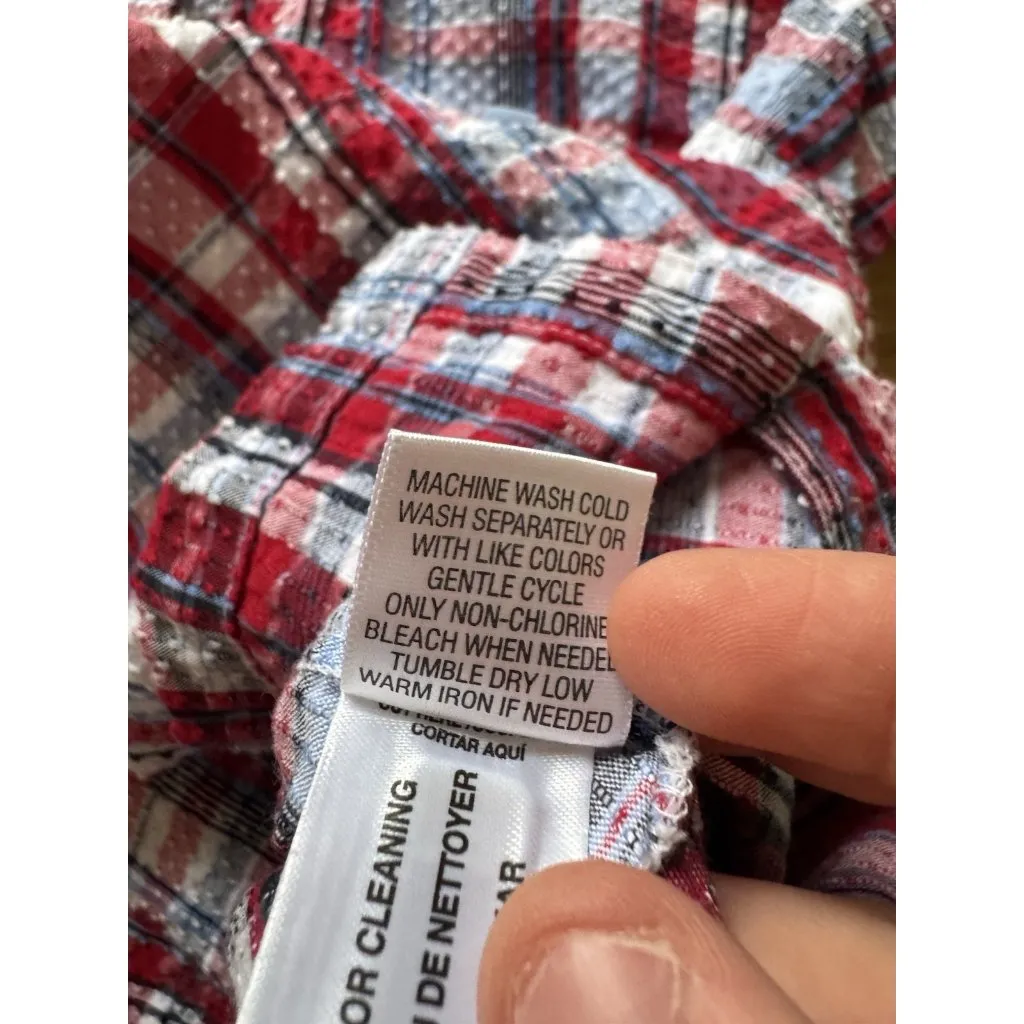 MACHINE WASH COLD
WASH SEPARATELY OR
WITH LIKE COLORS
GENTLE CYCLE
ONLY NON-CHLORINE
BLEACH WHEN NEEDED
TUMBLE DRY LOW
WARM IRON IF NEEDED
CORTAR AQUÍ
OR CLEANING
DE NETTOYER